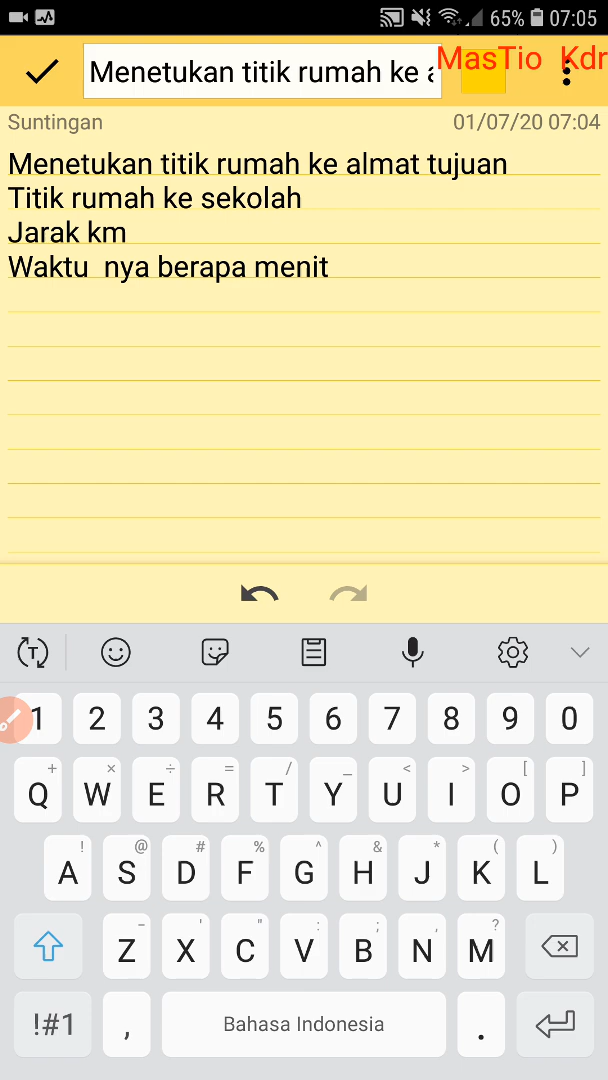 65% 07:05
Menetukan titik rumah ke a
MasTio Kdr
Suntingan 01/07/20 07:04
Menetukan titik rumah ke almat tujuan
Titik rumah ke sekolah
Jarak km
Waktu  nya berapa menit
T
1 2 3 4 5 6 7 8 9 0
+ × ÷ = / _ < > [ ]
Q W E R T Y U I O P
! @ # % ^ & * ( )
A S D F G H J K L
- ' " : ; , ?
Z X C V B N M
!#1 , Bahasa Indonesia .